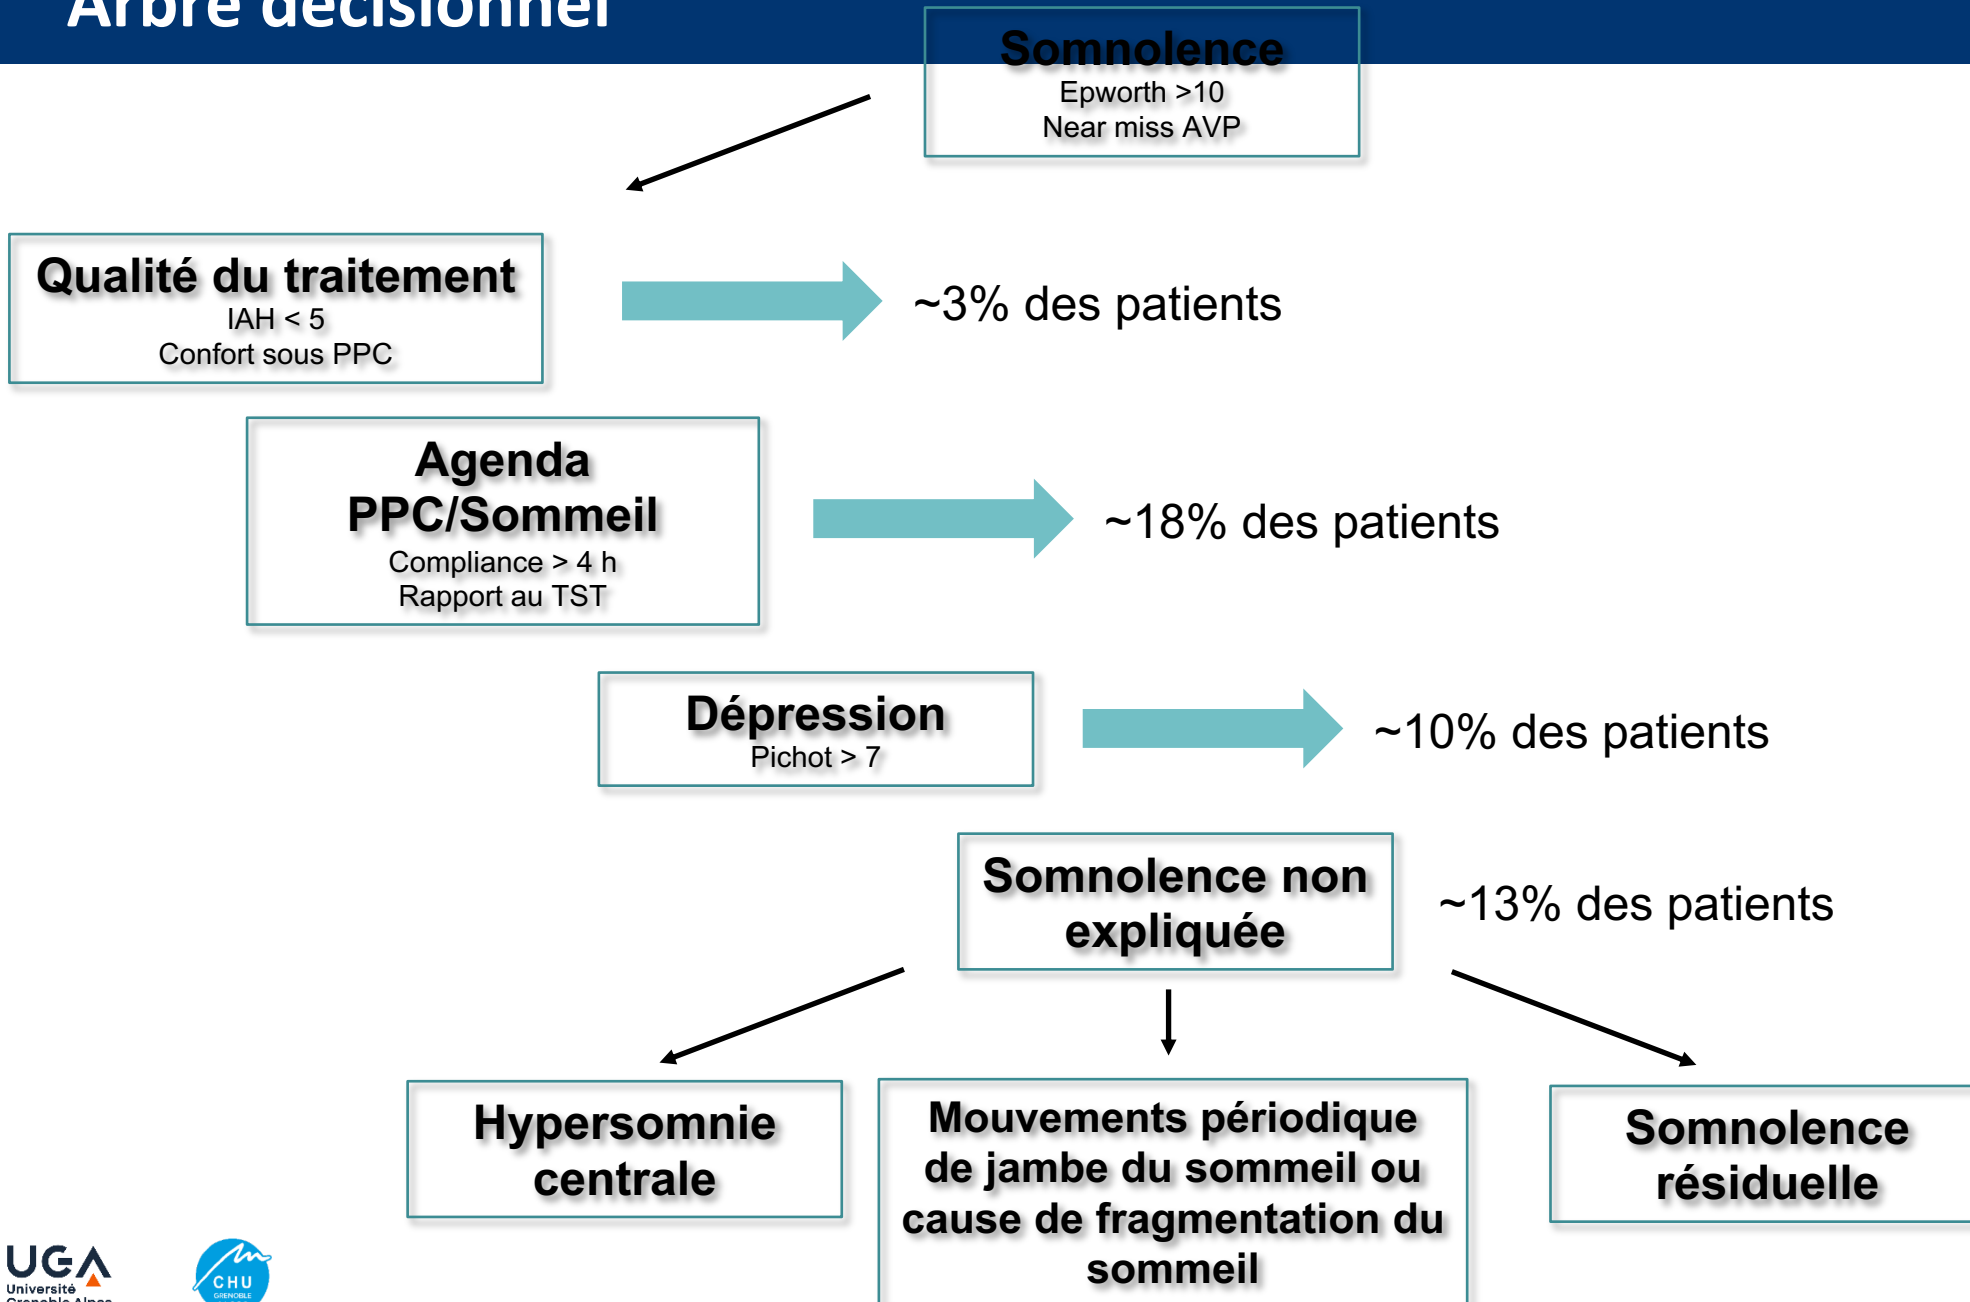 Arbre décisionnel
Somnolence
Epworth >10
Near miss AVP
Qualité du traitement
IAH < 5
Confort sous PPC
~3% des patients
Agenda
PPC/Sommeil
Compliance > 4 h
Rapport au TST
~18% des patients
Dépression
Pichot > 7
~10% des patients
Somnolence non
expliquée
~13% des patients
Hypersomnie
centrale
Mouvements périodique
de jambe du sommeil ou
cause de fragmentation du
sommeil
Somnolence
résiduelle
UGA
Université
Grenoble Alpes
CHU
GRENOBLE